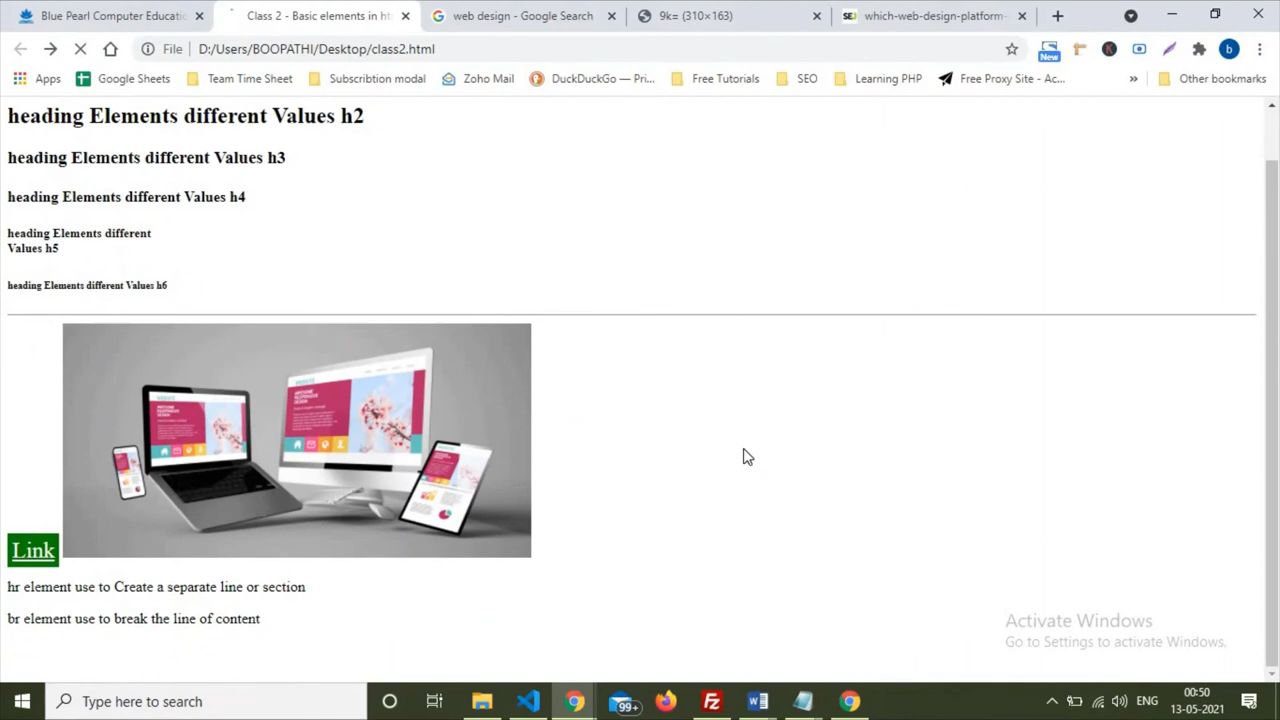 Blue Pearl Computer Educati
Class 2 - Basic elements in ht
web design - Google Search
9k= (310×163)
SEJ
which-web-design-platform-
File
D:/Users/BOOPATHI/Desktop/class2.html
New
K
b
Apps
Google Sheets
Team Time Sheet
Subscribtion modal
Zoho Mail
DuckDuckGo — Pri...
Free Tutorials
SEO
Learning PHP
Free Proxy Site - Ac...
»
Other bookmarks
heading Elements different Values h2
heading Elements different Values h3
heading Elements different Values h4
heading Elements different
Values h5
heading Elements different Values h6
Link
hr element use to Create a separate line or section
br element use to break the line of content
Activate Windows
Go to Settings to activate Windows.
Type here to search
99+
ENG
00:50
13-05-2021
5